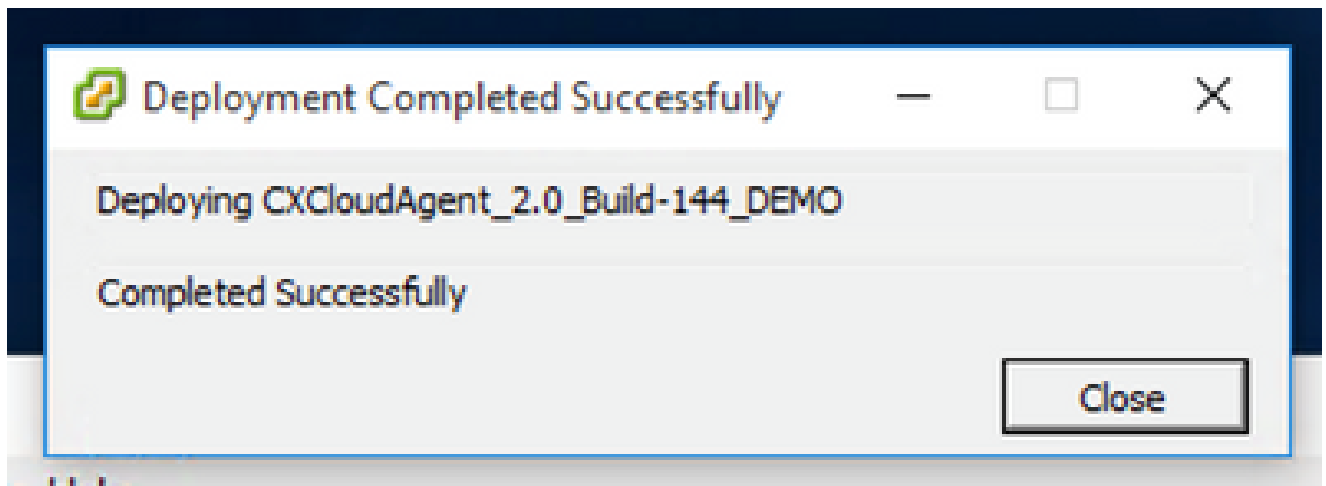 Deployment Completed Successfully
Deploying CXCloudAgent_2.0_Build-144_DEMO
Completed Successfully
Close